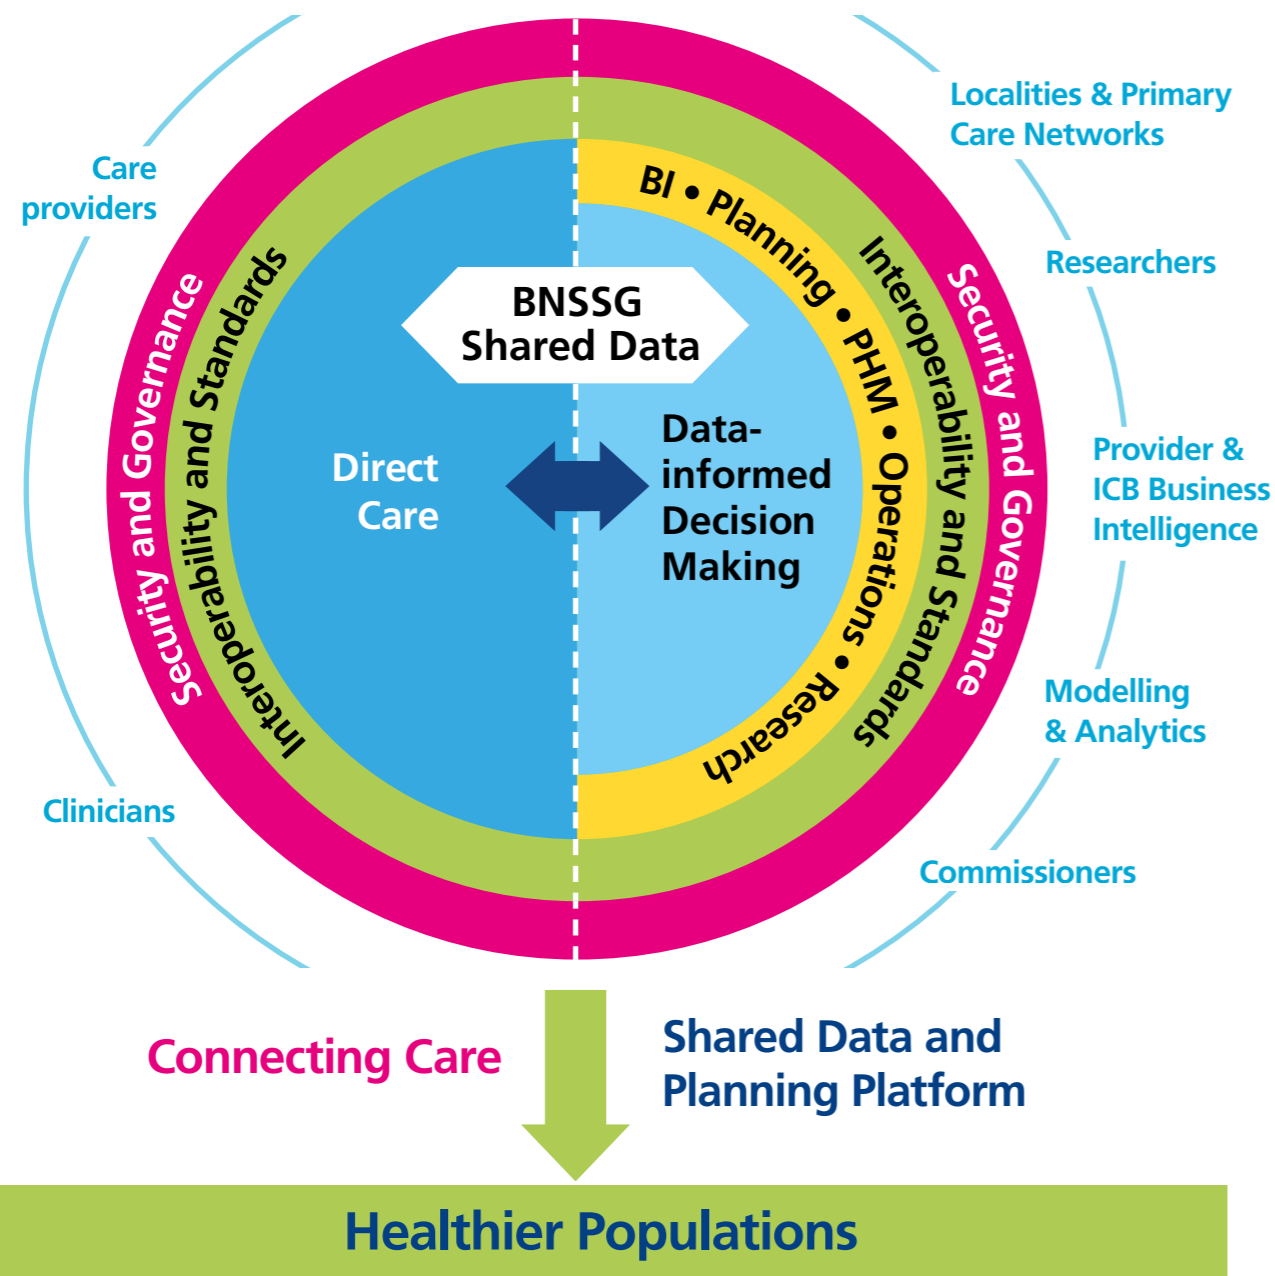 Care
providers
Clinicians
Security and Governance
Interoperability and Standards
BNSSG
Shared Data
Direct
Care
Data-
informed
Decision
Making
BI • Planning • PHM • Operations • Research
Interoperability and Standards
Security and Governance
Localities & Primary
Care Networks
Researchers
Provider &
ICB Business
Intelligence
Modelling
& Analytics
Commissioners
Connecting Care
Shared Data and
Planning Platform
Healthier Populations